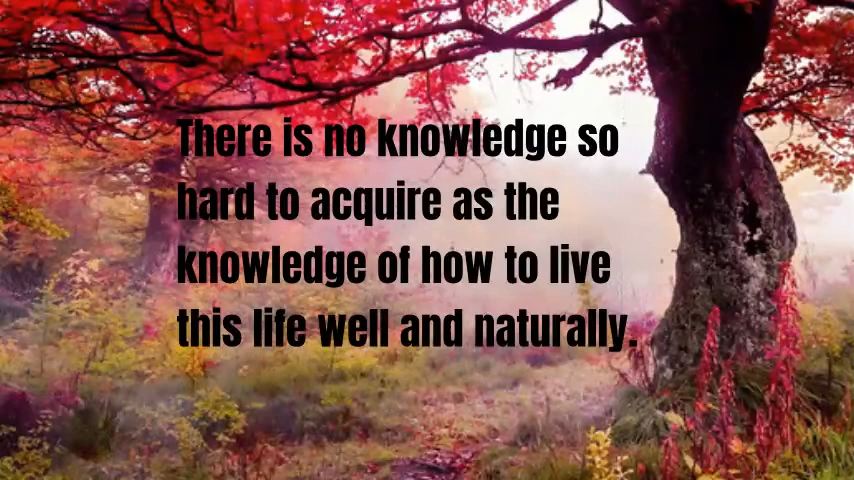 There is no knowledge so
hard to acquire as the
knowledge of how to live
this life well and naturally.